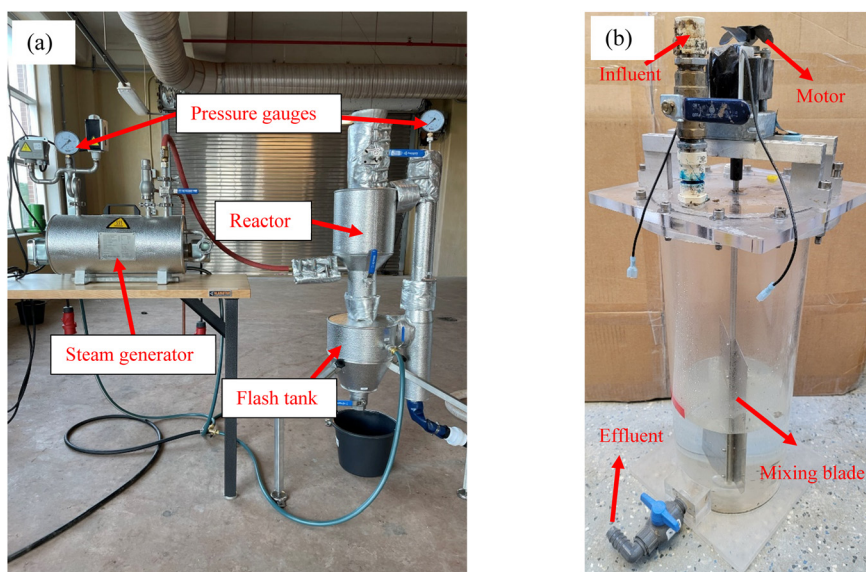 (a)
Pressure gauges
Reactor
Steam generator
Flash tank
(b)
Influent
Motor
Effluent
Mixing blade